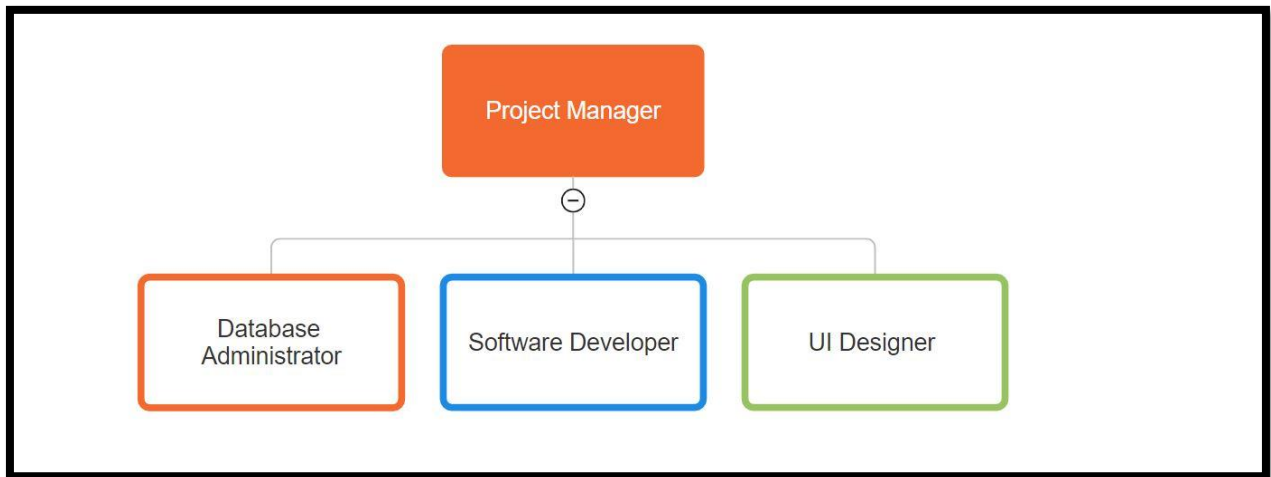 Project Manager
Database
Administrator
Software Developer
UI Designer